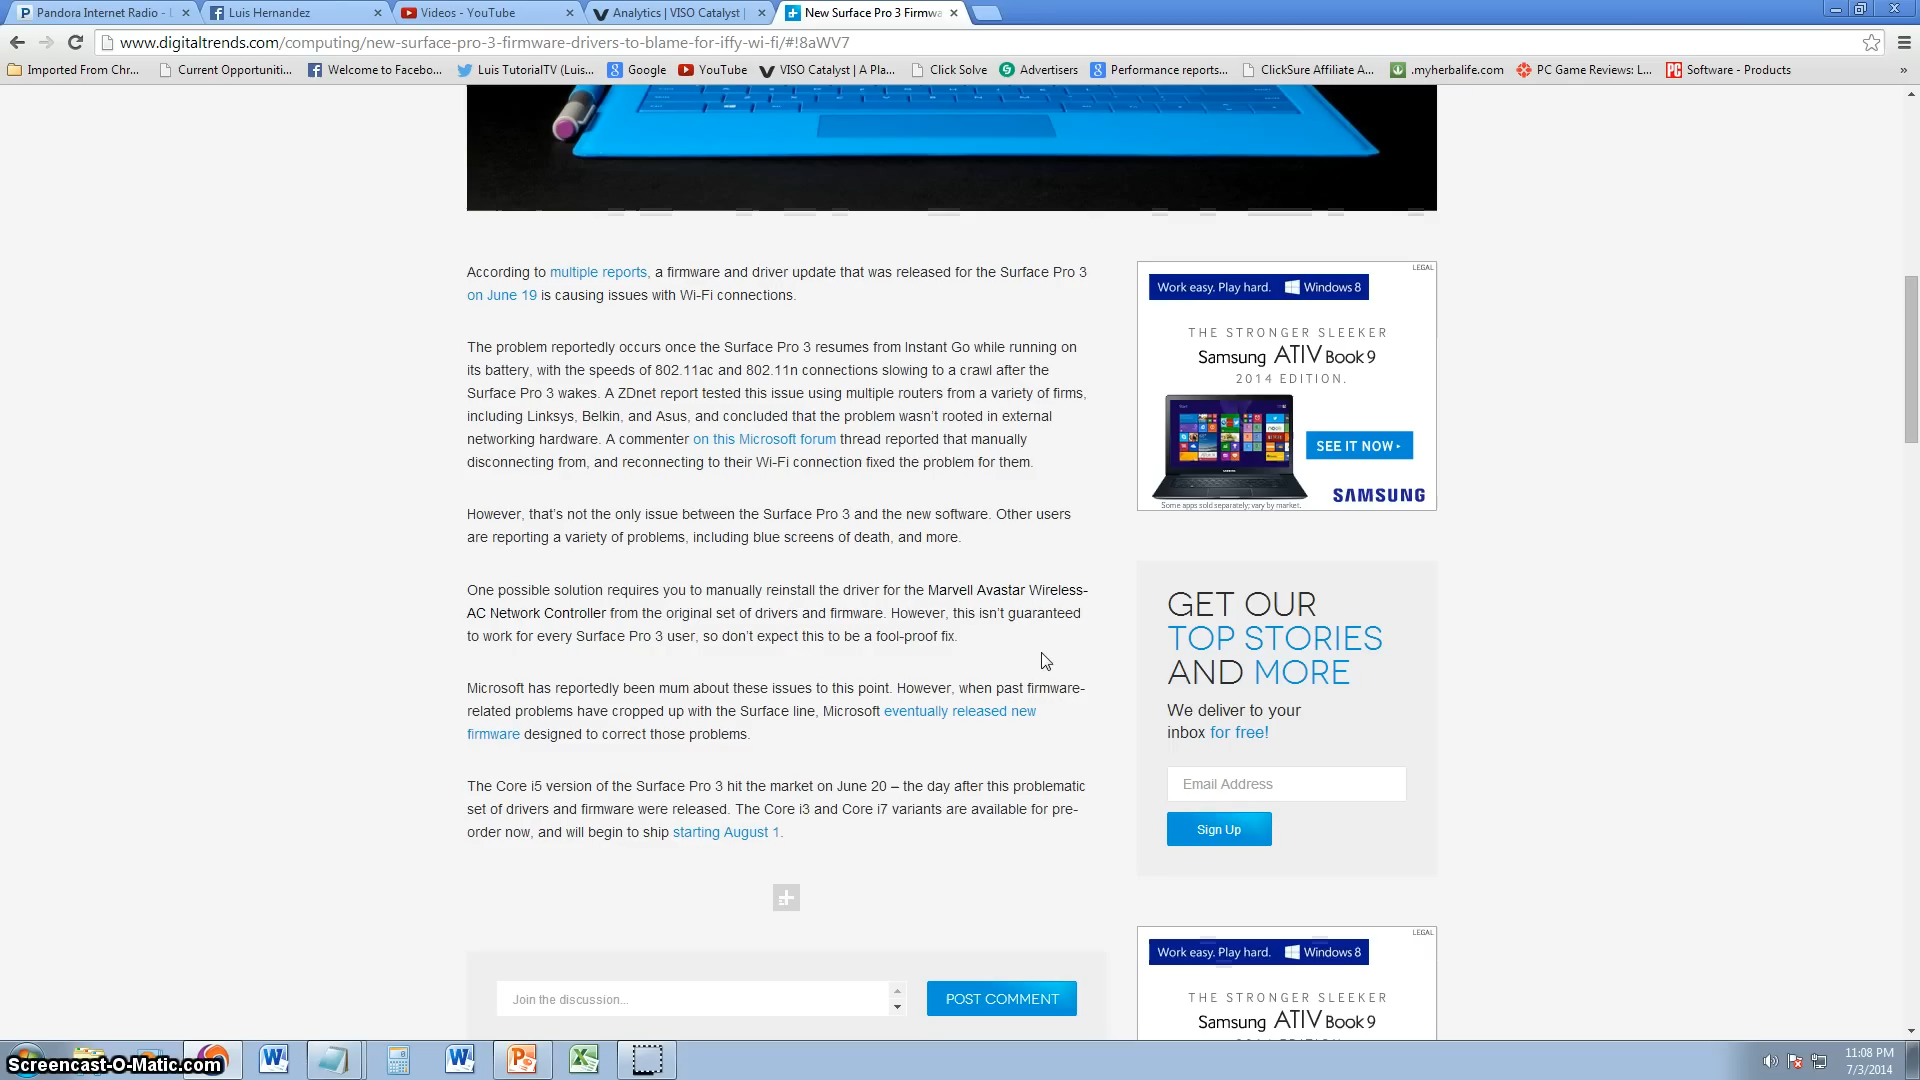 Pandora Internet Radio - L
Luis Hernandez
Videos - YouTube
Analytics | VISO Catalyst |
New Surface Pro 3 Firmwa
www.digitaltrends.com/computing/new-surface-pro-3-firmware-drivers-to-blame-for-iffy-wi-fi/#!8aWV7
Imported From Chr...
Current Opportuniti...
Welcome to Facebo...
Luis TutorialTV (Luis...
Google
YouTube
VISO Catalyst | A Pla...
Click Solve
Advertisers
Performance reports...
ClickSure Affiliate A...
.myherbalife.com
PC Game Reviews: L...
Software - Products
According to multiple reports, a firmware and driver update that was released for the Surface Pro 3
on June 19 is causing issues with Wi-Fi connections.
The problem reportedly occurs once the Surface Pro 3 resumes from Instant Go while running on
its battery, with the speeds of 802.11ac and 802.11n connections slowing to a crawl after the
Surface Pro 3 wakes. A ZDnet report tested this issue using multiple routers from a variety of firms,
including Linksys, Belkin, and Asus, and concluded that the problem wasn't rooted in external
networking hardware. A commenter on this Microsoft forum thread reported that manually
disconnecting from, and reconnecting to their Wi-Fi connection fixed the problem for them.
However, that's not the only issue between the Surface Pro 3 and the new software. Other users
are reporting a variety of problems, including blue screens of death, and more.
One possible solution requires you to manually reinstall the driver for the Marvell Avastar Wireless-
AC Network Controller from the original set of drivers and firmware. However, this isn't guaranteed
to work for every Surface Pro 3 user, so don't expect this to be a fool-proof fix.
Microsoft has reportedly been mum about these issues to this point. However, when past firmware-
related problems have cropped up with the Surface line, Microsoft eventually released new
firmware designed to correct those problems.
The Core i5 version of the Surface Pro 3 hit the market on June 20 – the day after this problematic
set of drivers and firmware were released. The Core i3 and Core i7 variants are available for pre-
order now, and will begin to ship starting August 1.
Join the discussion...
POST COMMENT
LEGAL
Work easy. Play hard. Windows 8
THE STRONGER SLEEKER
Samsung ATIV Book 9
2014 EDITION.
SEE IT NOW
SAMSUNG
Some apps sold separately; vary by market.
GET OUR
TOP STORIES
AND MORE
We deliver to your
inbox for free!
Email Address
Sign Up
LEGAL
Work easy. Play hard. Windows 8
THE STRONGER SLEEKER
Samsung ATIV Book 9
Screencast-O-Matic.com
11:08 PM
7/3/2014